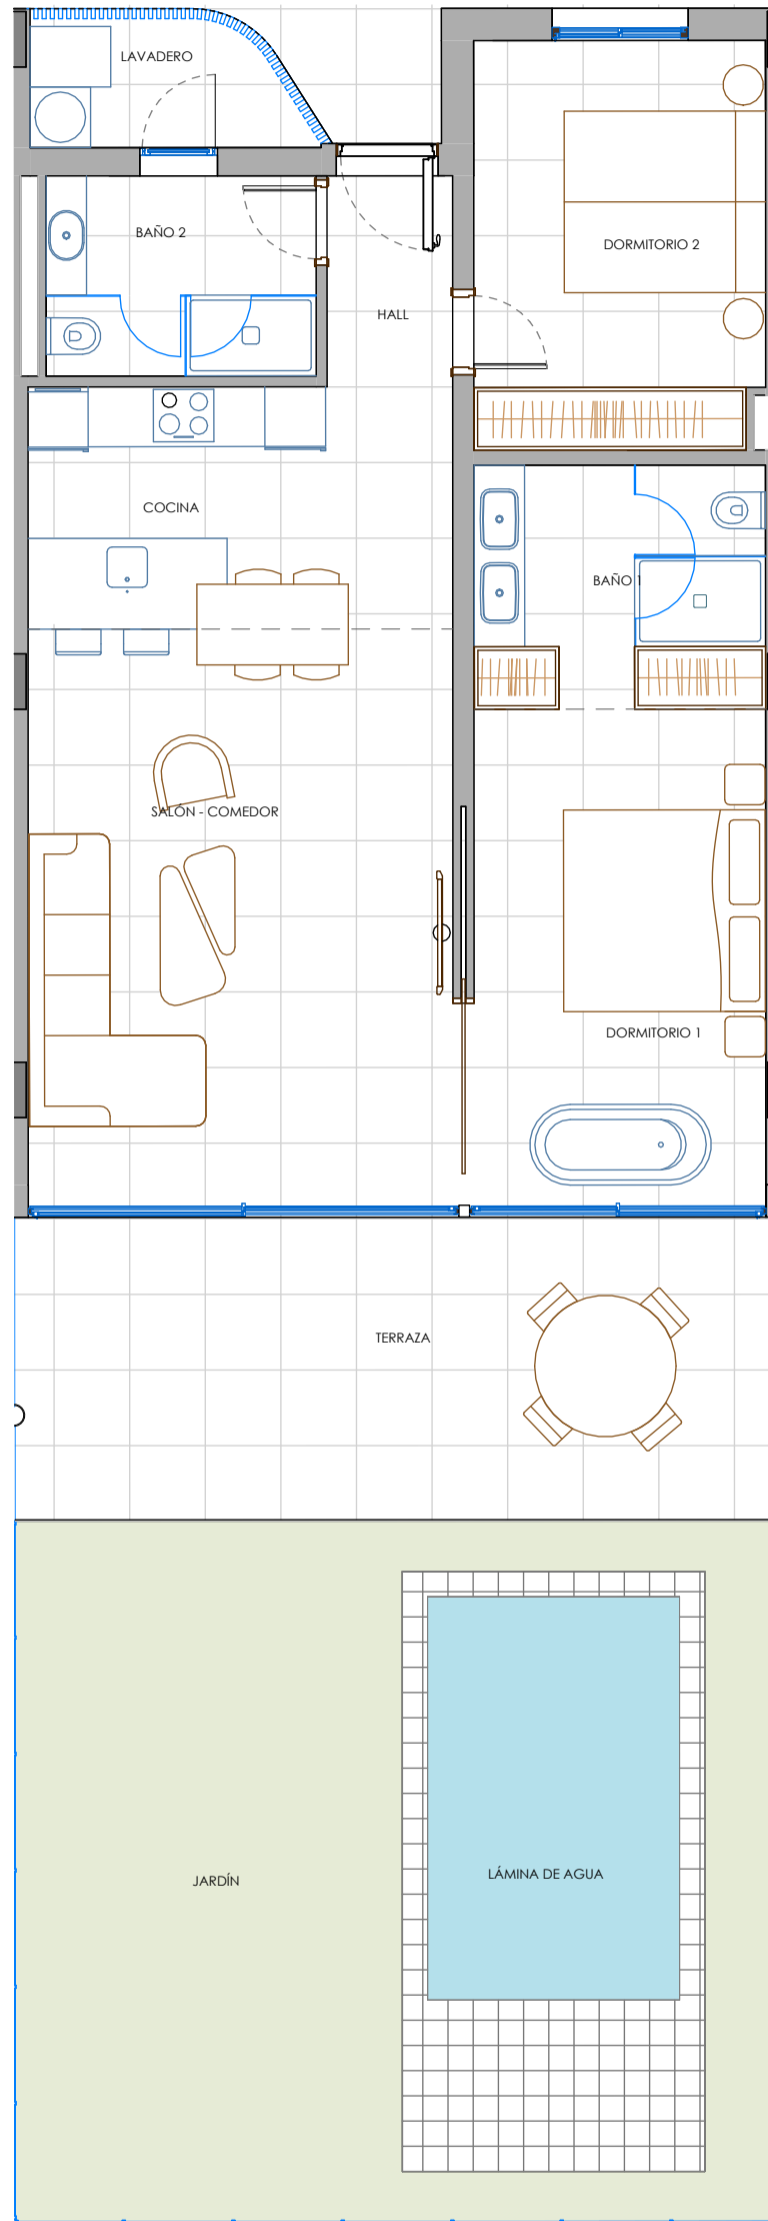 LAVADERO
BAÑO 2
DORMITORIO 2
HALL
COCINA
BAÑO 1
SALÓN - COMEDOR
DORMITORIO 1
TERRAZA
JARDÍN
LÁMINA DE AGUA